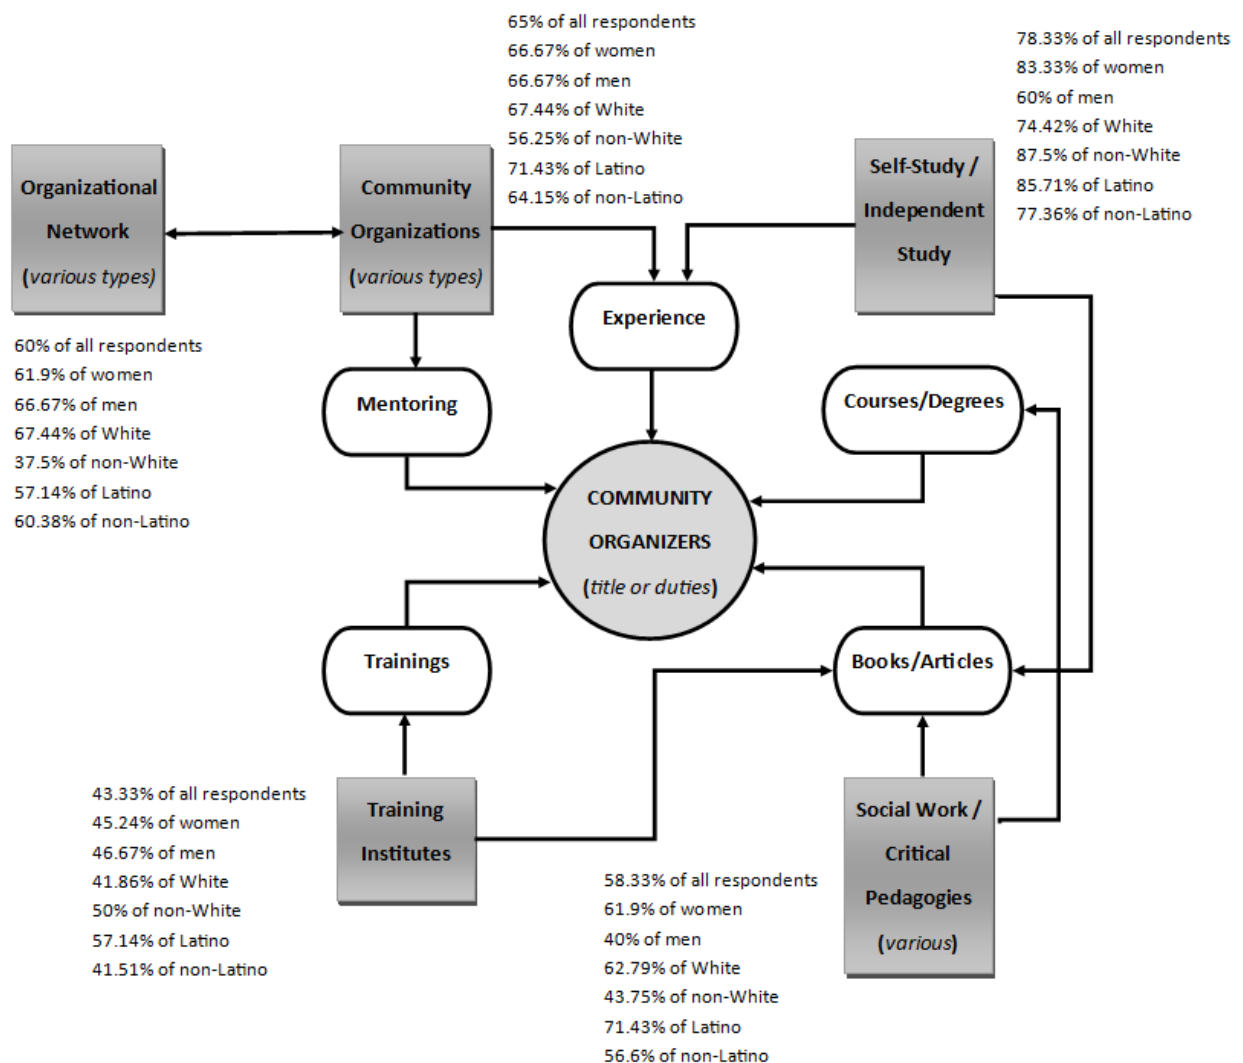 65% of all respondents
66.67% of women
66.67% of men
67.44% of White
56.25% of non-White
71.43% of Latino
64.15% of non-Latino
78.33% of all respondents
83.33% of women
60% of men
74.42% of White
87.5% of non-White
85.71% of Latino
77.36% of non-Latino
Organizational
Network
(various types)
Community
Organizations
(various types)
Self-Study /
Independent
Study
Experience
60% of all respondents
61.9% of women
66.67% of men
67.44% of White
37.5% of non-White
57.14% of Latino
60.38% of non-Latino
Mentoring
Courses/Degrees
COMMUNITY
ORGANIZERS
(title or duties)
Trainings
Books/Articles
43.33% of all respondents
45.24% of women
46.67% of men
41.86% of White
50% of non-White
57.14% of Latino
41.51% of non-Latino
Training
Institutes
58.33% of all respondents
61.9% of women
40% of men
62.79% of White
43.75% of non-White
71.43% of Latino
56.6% of non-Latino
Social Work /
Critical
Pedagogies
(various)